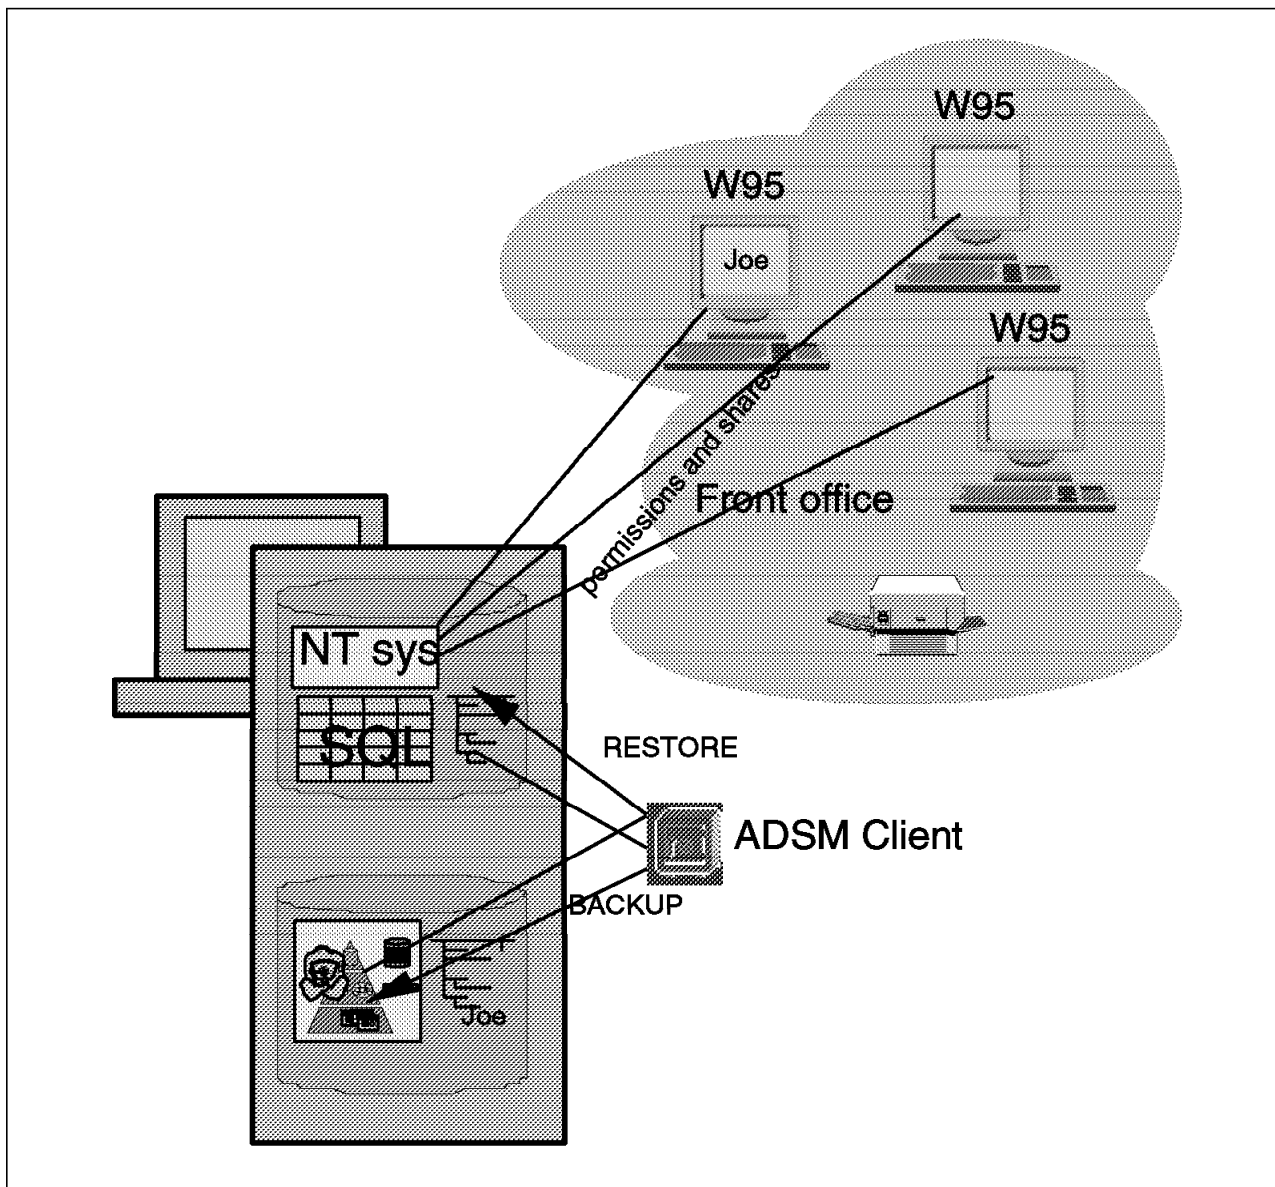 W95
W95
Joe
W95
permissions and shares
Front office
NT sys
SQL
RESTORE
ADSM Client
BACKUP
Joe